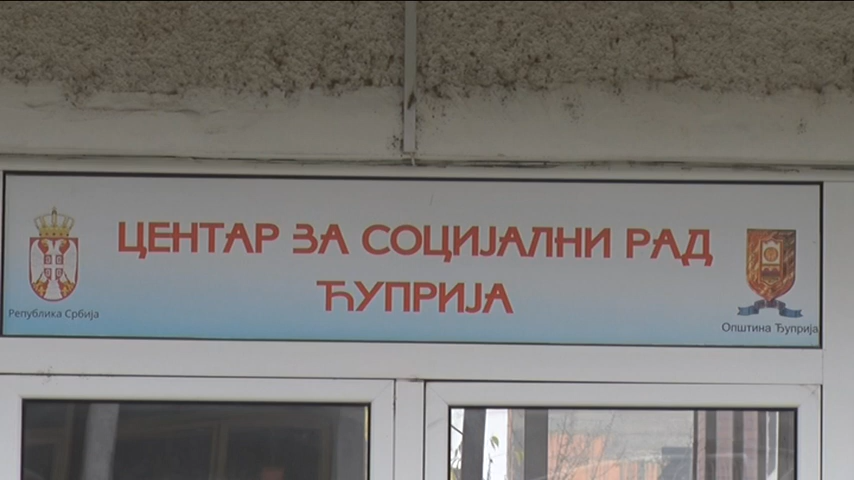 ЦЕНТАР ЗА СОЦИЈАЛНИ РАД
ЋУПРИЈА
Република Србија
Општина Ћуприја